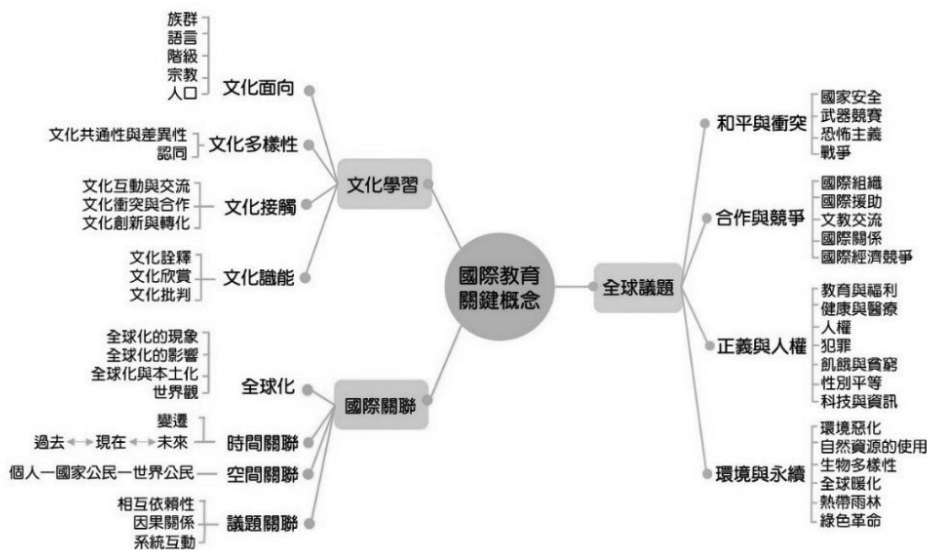 國際教育
關鍵概念
文化學習
文化面向
族群
語言
階級
宗教
人口
文化多樣性
文化共通性與差異性
認同
文化接觸
文化互動與交流
文化衝突與合作
文化創新與轉化
文化識能
文化詮釋
文化欣賞
文化批判
國際關聯
全球化
全球化的現象
全球化的影響
全球化與本土化
世界觀
時間關聯
變遷
過去 現在 未來
空間關聯
個人—國家公民—世界公民
議題關聯
相互依賴性
因果關係
系統互動
全球議題
和平與衝突
國家安全
武器競賽
恐怖主義
戰爭
合作與競爭
國際組織
國際援助
文教交流
國際關係
國際經濟競爭
正義與人權
教育與福利
健康與醫療
人權
犯罪
飢餓與貧窮
性別平等
科技與資訊
環境與永續
環境惡化
自然資源的使用
生物多樣性
全球暖化
熱帶雨林
綠色革命